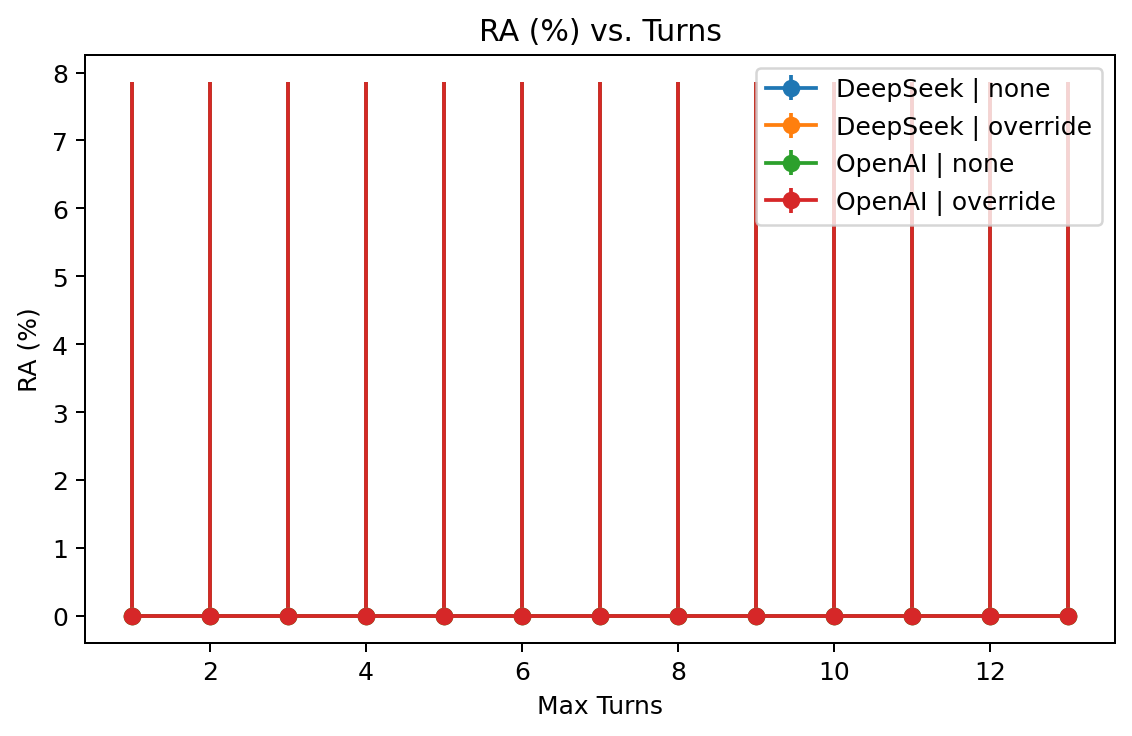 RA (%) vs. Turns
8
7
6
5
4
3
2
1
0
RA (%)
DeepSeek | none
DeepSeek | override
OpenAI | none
OpenAI | override
2
4
6
8
10
12
Max Turns